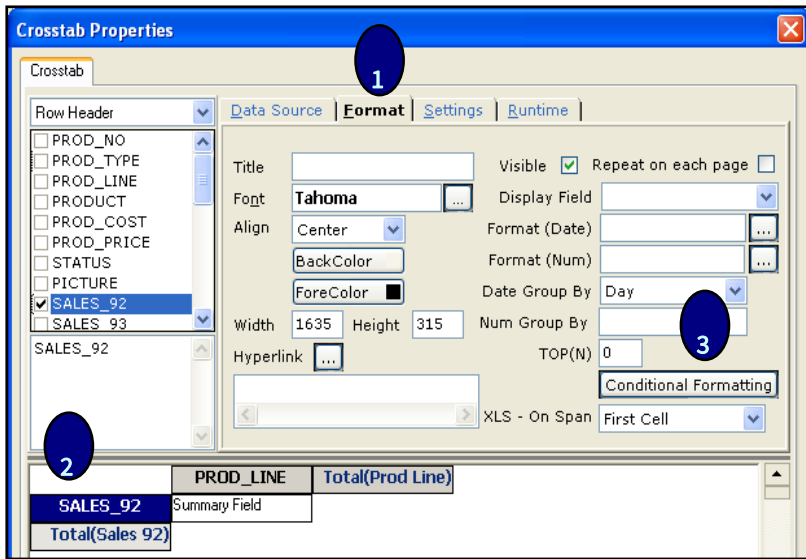 Crosstab Properties
Crosstab
1
Row Header
Data Source Format Settings Runtime
PROD_NO
PROD_TYPE
PROD_LINE
PRODUCT
PROD_COST
PROD_PRICE
STATUS
PICTURE
SALES_92
SALES_93
SALES_92
Title
Visible Repeat on each page
Font Tahoma ...
Display Field
Align Center
Format (Date) ...
BackColor
Format (Num) ...
ForeColor
Date Group By Day
Width 1635 Height 315
Num Group By
3
Hyperlink ...
TOP(N) 0
Conditional Formatting
XLS - On Span First Cell
2
PROD_LINE Total(Prod Line)
SALES_92 Summary Field
Total(Sales 92)